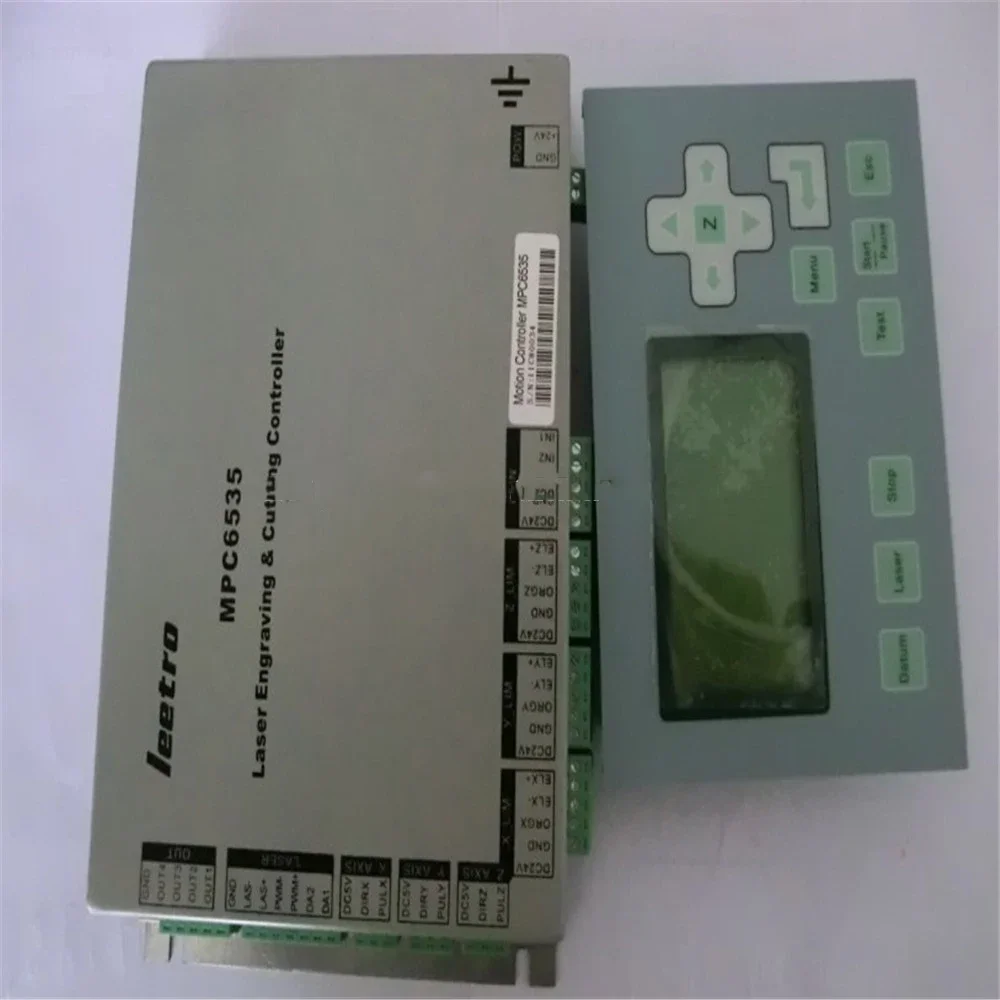 leetro
MPC6535
Laser Engraving & Cutting Controller
Motion Controller MPC6535
POW
+24V
GND
IN1
IN2
DC24V
Z LIM
ELZ+
ELZ-
ORGZ
GND
DC24V
Y LIM
ELY+
ELY-
ORGY
GND
DC24V
X LIM
ELX+
ELX-
ORGX
GND
DC24V
OUT
GND
OUT4
OUT3
OUT2
OUT1
LASER
GND
LAS-
LAS+
PWM-
PWM+
DA2
DA1
X AXIS
DC5V
DIRX
PULX
Y AXIS
DC5V
DIRY
PULY
Z AXIS
DC5V
DIRZ
PULZ
Z
Esc
Start
Pause
Menu
Test
Stop
Laser
Datum